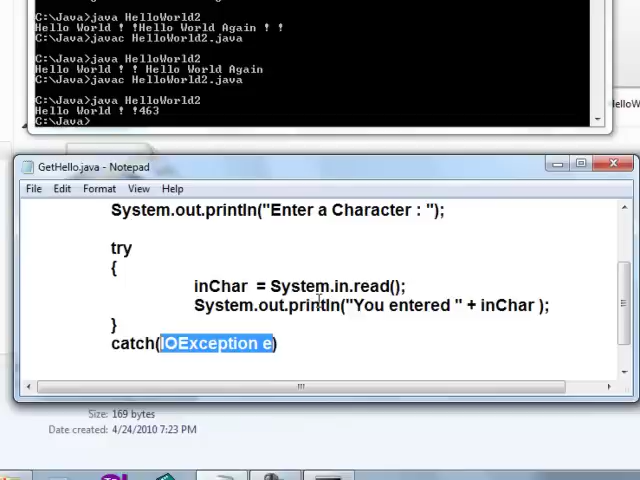 C:\Java>java HelloWorld2
Hello World ! !Hello World Again ! !
C:\Java>javac HelloWorld2.java
C:\Java>java HelloWorld2
Hello World ! ! Hello World Again
C:\Java>javac HelloWorld2.java
C:\Java>java HelloWorld2
Hello World ! !463
C:\Java>
HelloW
GetHello.java - Notepad
File Edit Format View Help
System.out.println("Enter a Character : ");
try
{
inChar = System.in.read();
System.out.println("You entered " + inChar );
}
catch(IOException e)
Size: 169 bytes
Date created: 4/24/2010 7:23 PM